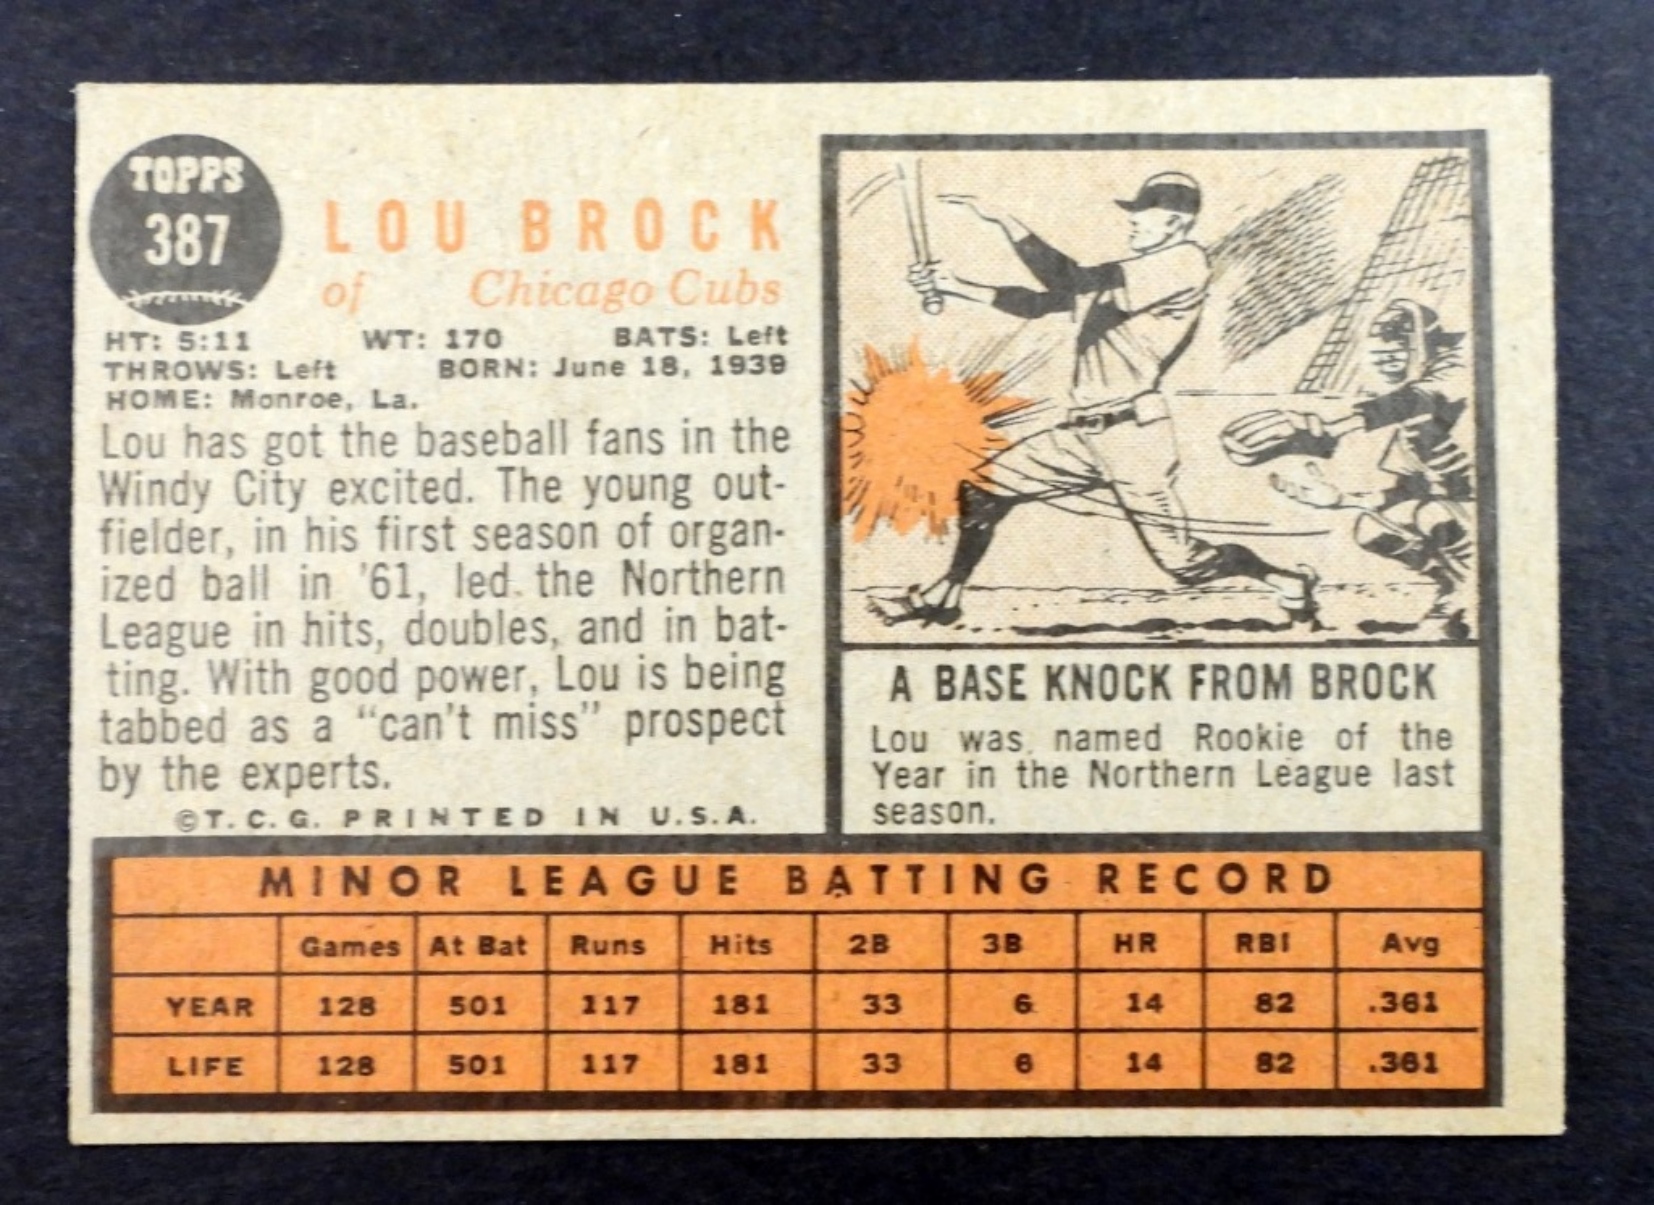 TOPPS
387
LOU BROCK
of Chicago Cubs
HT: 5:11 WT: 170 BATS: Left
THROWS: Left BORN: June 18, 1939
HOME: Monroe, La.
Lou has got the baseball fans in the
Windy City excited. The young out-
fielder, in his first season of organ-
ized ball in '61, led the Northern
League in hits, doubles, and in bat-
ting. With good power, Lou is being
tabbed as a "can't miss" prospect
by the experts.
©T.C.G. PRINTED IN U.S.A.
A BASE KNOCK FROM BROCK
Lou was named Rookie of the
Year in the Northern League last
season.
MINOR LEAGUE BATTING RECORD
Games At Bat Runs Hits 2B 3B HR RBI Avg
YEAR 128 501 117 181 33 6 14 82 .361
LIFE 128 501 117 181 33 6 14 82 .361